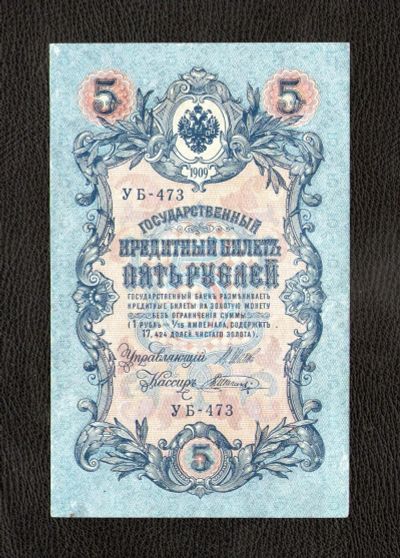 5 5
1909
УБ-473
ГОСУДАРСТВЕННЫЙ
КРЕДИТНЫЙ БИЛЕТЪ
ПЯТЬ РУБЛЕЙ
ГОСУДАРСТВЕННЫЙ БАНКЪ РАЗМѢНИВАЕТЪ
КРЕДИТНЫЕ БИЛЕТЫ НА ЗОЛОТУЮ МОНЕТУ
БЕЗЪ ОГРАНИЧЕНІЯ СУММЫ
(1 РУБЛЬ = 1/15 ИМПЕРІАЛА, СОДЕРЖИТЪ
17,424 ДОЛЕЙ ЧИСТАГО ЗОЛОТА).
Управляющій
Кассиръ
УБ-473
5